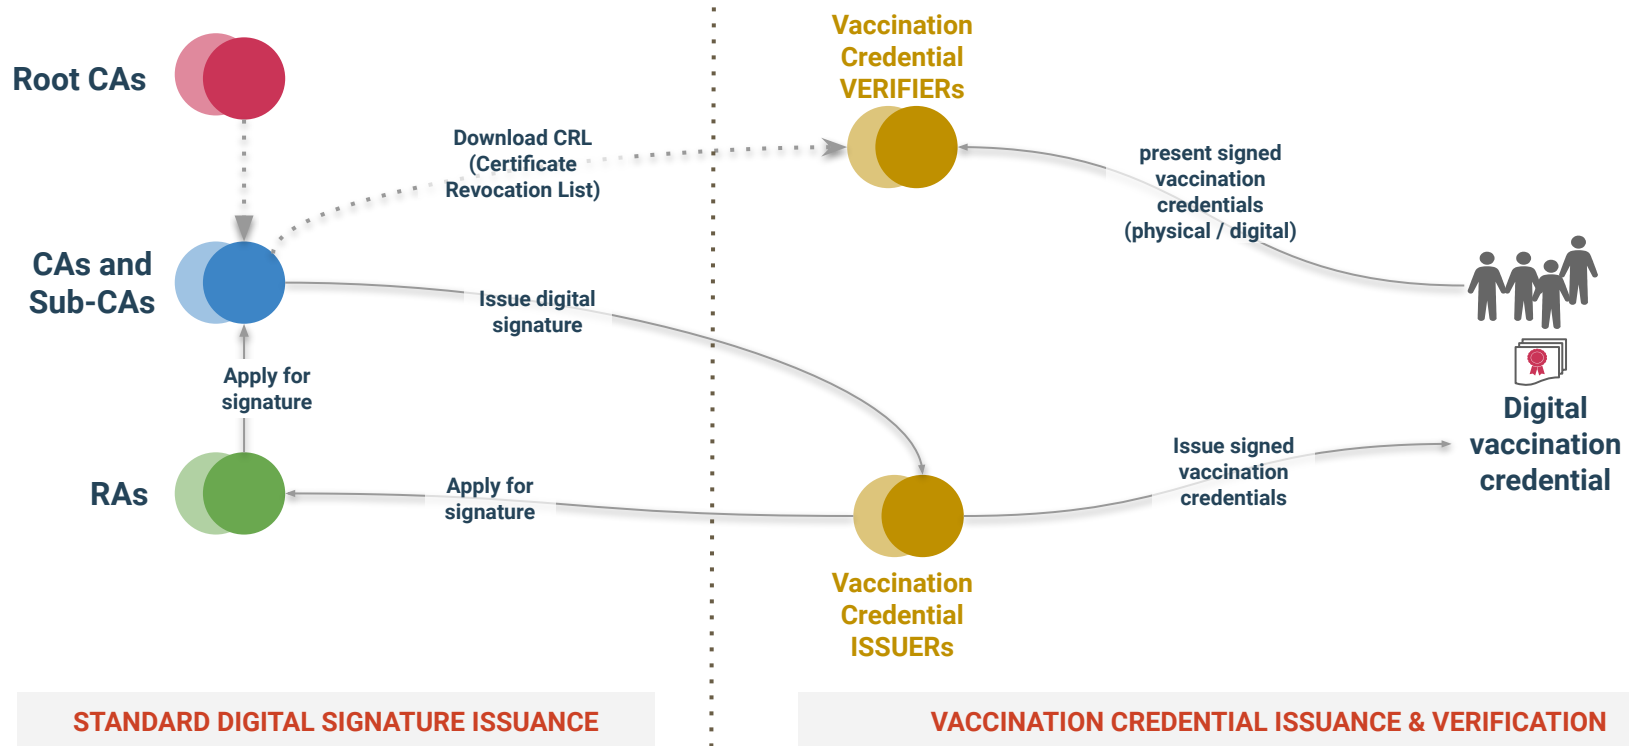 Root CAs
Vaccination
Credential
VERIFIERs
Download CRL
(Certificate
Revocation List)
present signed
vaccination
credentials
(physical / digital)
CAs and
Sub-CAs
Issue digital
signature
Apply for
signature
Digital
vaccination
credential
RAs
Apply for
signature
Issue signed
vaccination
credentials
Vaccination
Credential
ISSUERs
STANDARD DIGITAL SIGNATURE ISSUANCE
VACCINATION CREDENTIAL ISSUANCE & VERIFICATION